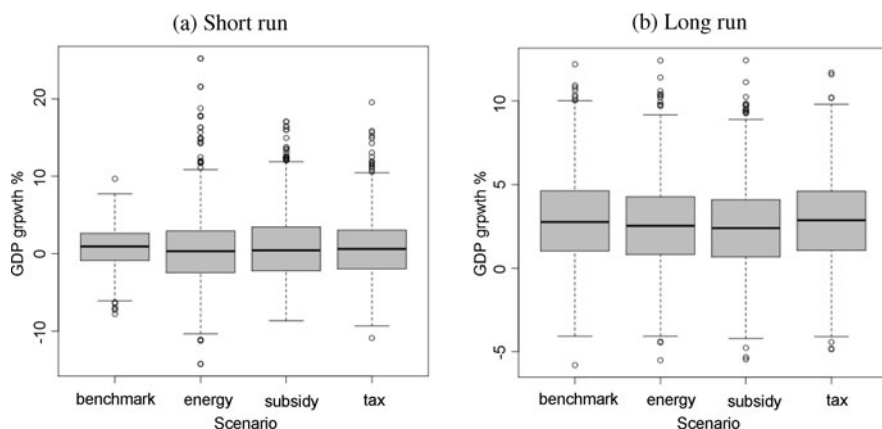 (a) Short run
GDP grpwth %
20
10
0
-10
benchmark energy subsidy tax
Scenario
(b) Long run
GDP grpwth %
10
5
0
-5
benchmark energy subsidy tax
Scenario